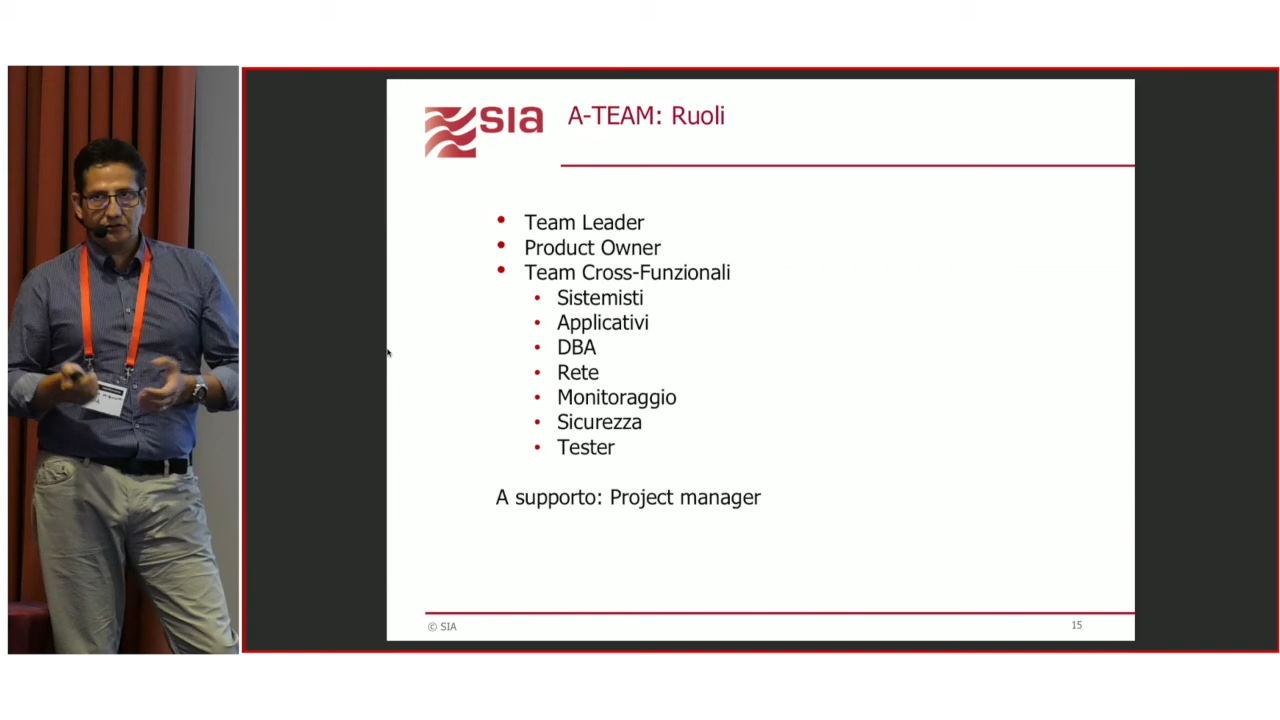 sia
A-TEAM: Ruoli
• Team Leader
• Product Owner
• Team Cross-Funzionali
• Sistemisti
• Applicativi
• DBA
• Rete
• Monitoraggio
• Sicurezza
• Tester
A supporto: Project manager
© SIA
15